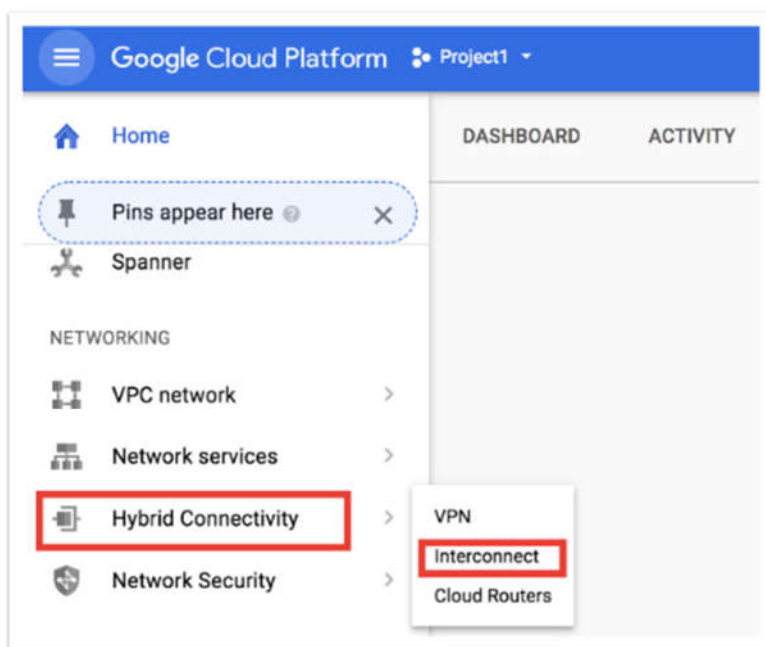 Google Cloud Platform Project1
Home
DASHBOARD ACTIVITY
Pins appear here
Spanner
NETWORKING
VPC network
Network services
Hybrid Connectivity
VPN
Interconnect
Network Security
Cloud Routers